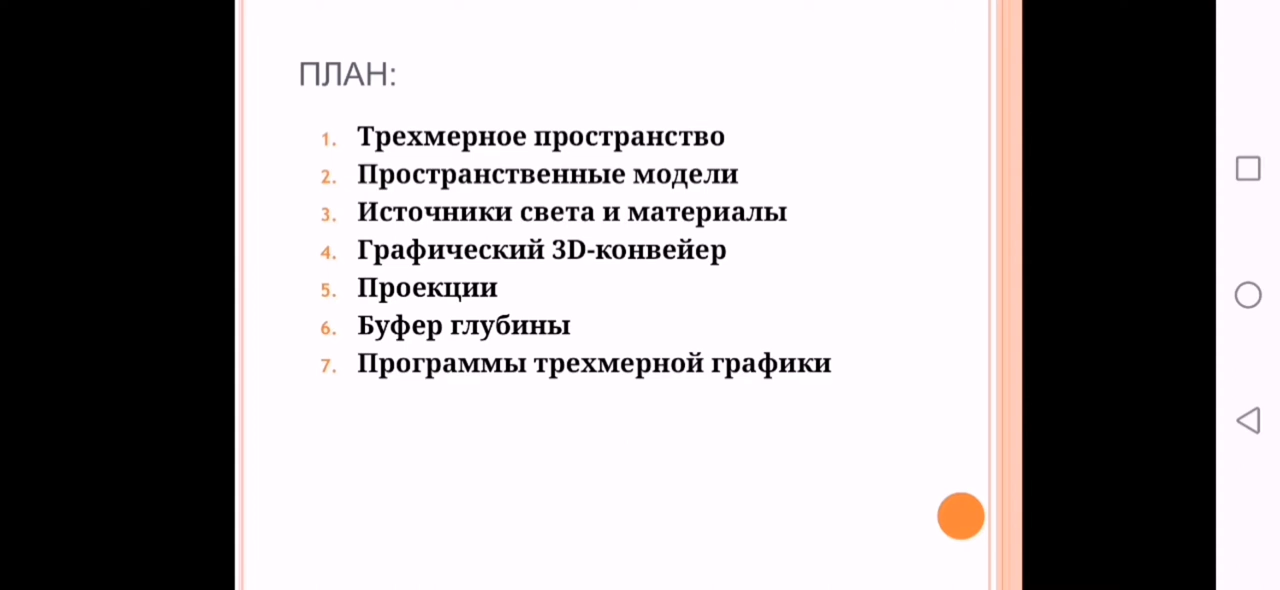 ПЛАН:
1. Трехмерное пространство
2. Пространственные модели
3. Источники света и материалы
4. Графический 3D-конвейер
5. Проекции
6. Буфер глубины
7. Программы трехмерной графики